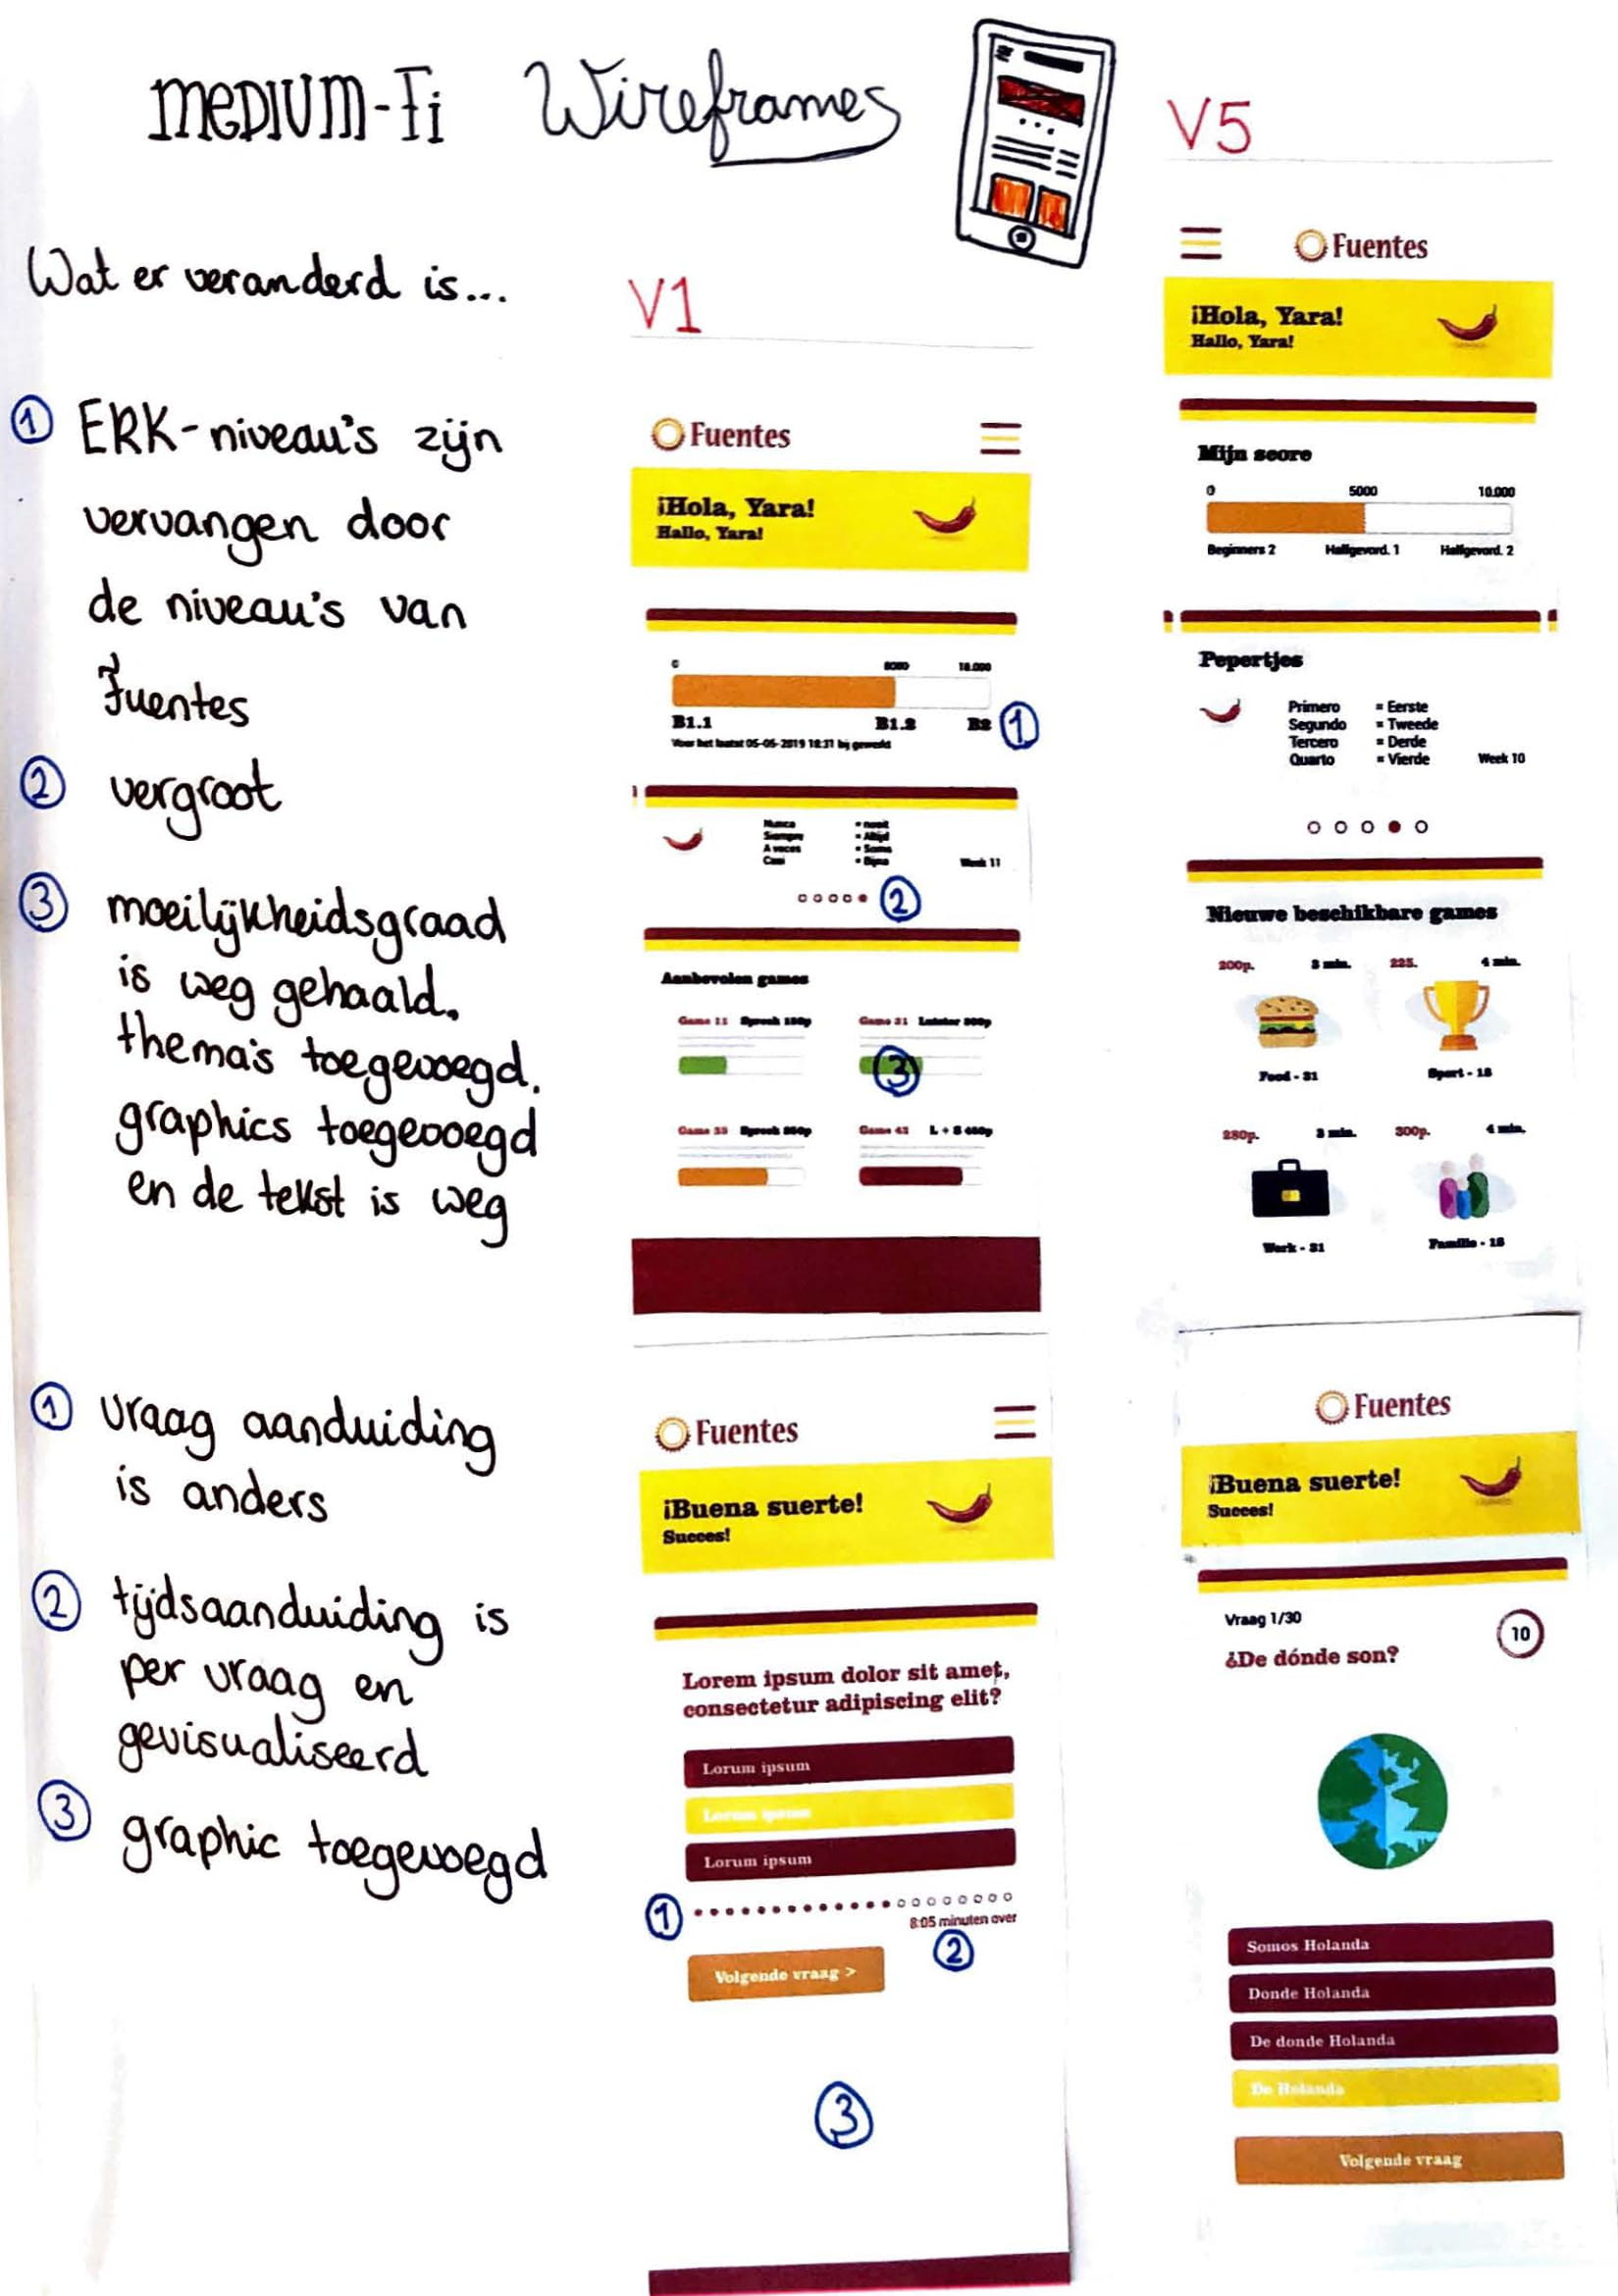 MEDIUM-Fi Wireframes
Wat er veranderd is...
1 ERK-niveau's zijn
vervangen door
de niveau's van
Fuentes
2 vergroot
3 moeilijkheidsgraad
is weg gehaald.
thema's toegevoegd.
graphics toegevoegd
en de tekst is weg
1 vraag aanduiding
is anders
2 tijdsaanduiding is
per vraag en
gevisualiseerd
3 graphic toegevoegd
V1
Fuentes
¡Hola, Yara!
Hallo, Yara!
0 8000 10.000
B1.1 B1.2 B2 1
Voor het laatst 05-05-2019 18:31 bij gewerkt
Nunca = nooit
Siempre = Altijd
A veces = Soms
Casi = Bijna
Week 11
2
Aanbevolen games
Game 11 Spreek
Game 21 Luister
3
Game 33 Spreek
Game 41 L + S
Fuentes
¡Buena suerte!
Succes!
Lorem ipsum dolor sit amet,
consectetur adipiscing elit?
Lorum ipsum
Lorum ipsum
Lorum ipsum
1
8:05 minuten over
2
Volgende vraag >
3
V5
Fuentes
¡Hola, Yara!
Hallo, Yara!
Mijn score
0 5000 10.000
Beginners 2 Halfgevord. 1 Halfgevord. 2
Pepertjes
Primero = Eerste
Segundo = Tweede
Tercero = Derde
Quarto = Vierde
Week 10
Nieuwe beschikbare games
200p. 3 min. 225. 4 min.
Food - 31 Sport - 18
280p. 3 min. 300p. 4 min.
Werk - 31 Familie - 18
Fuentes
¡Buena suerte!
Succes!
Vraag 1/30
10
¿De dónde son?
Somos Holanda
Donde Holanda
De donde Holanda
De Holanda
Volgende vraag